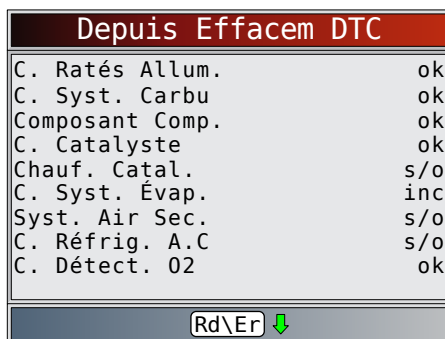 Depuis Effacem DTC
C. Ratés Allum. ok
C. Syst. Carbu ok
Composant Comp. ok
C. Catalyste ok
Chauf. Catal. s/o
C. Syst. Évap. inc
Syst. Air Sec. s/o
C. Réfrig. A.C s/o
C. Détect. O2 ok
Rd\Er